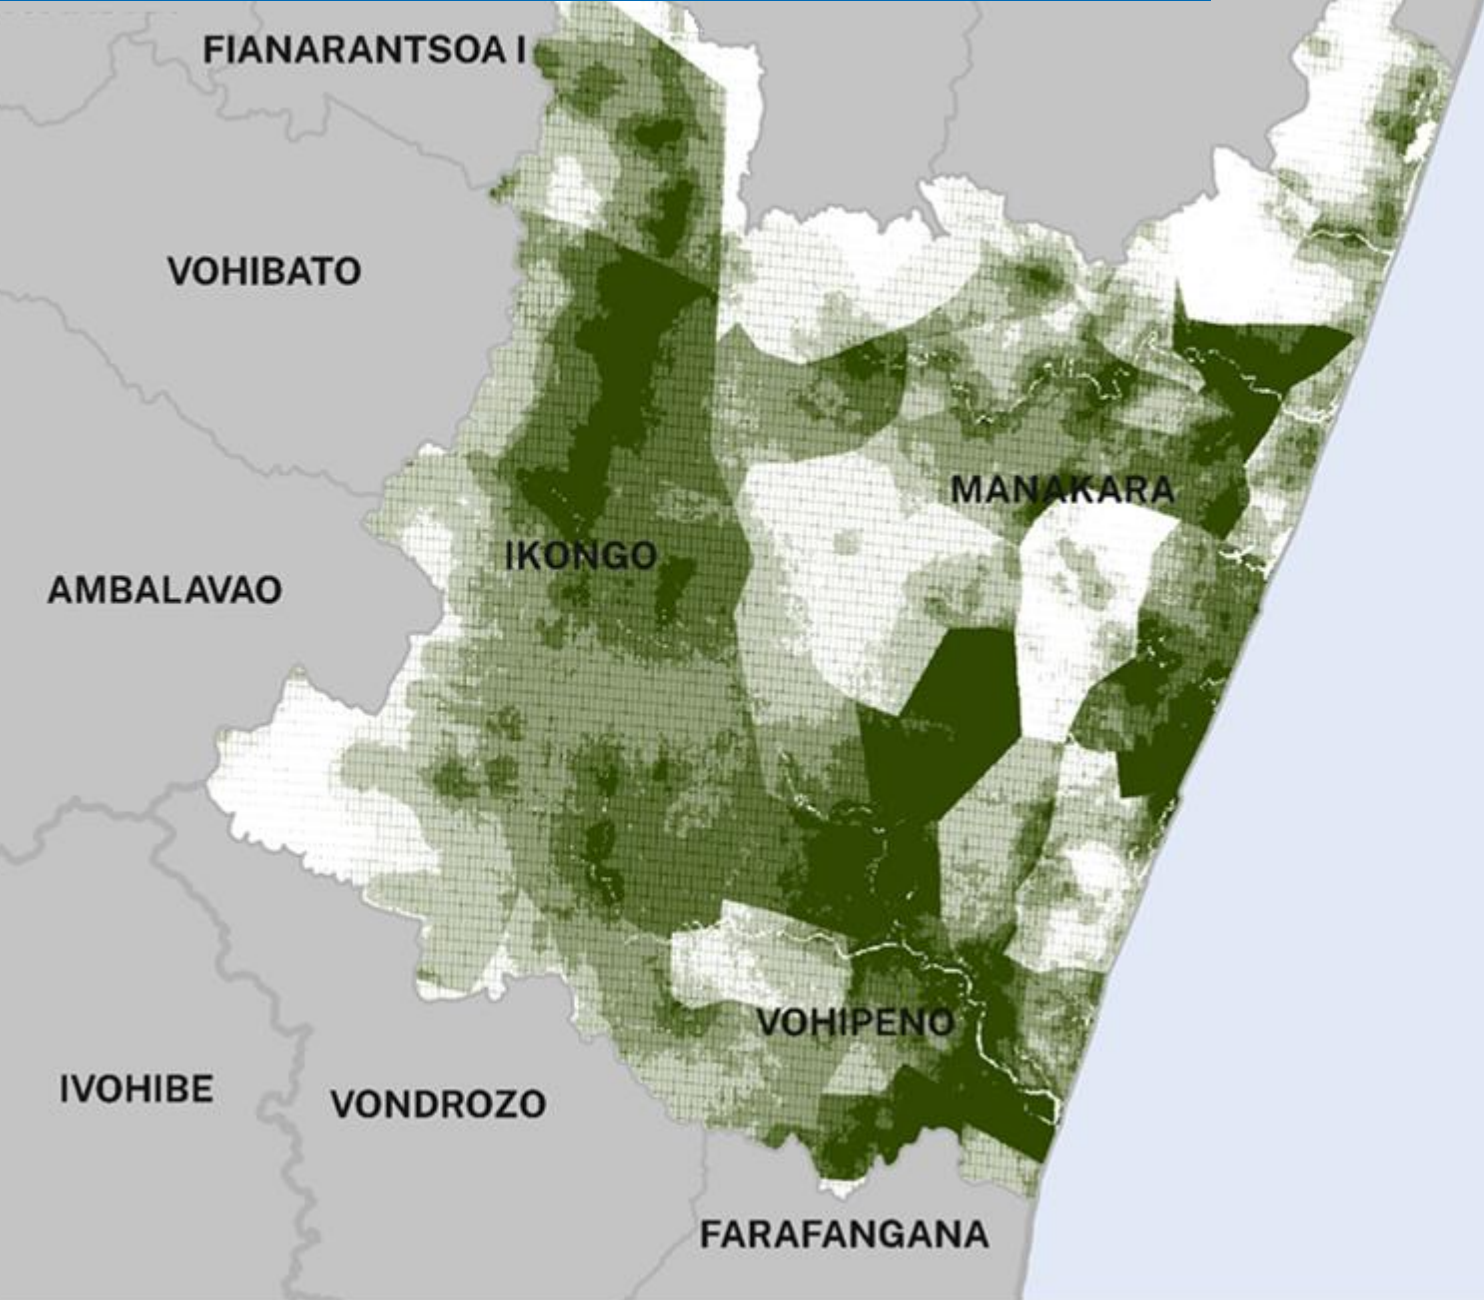 FIANARANTSOA I
VOHIBATO
MANAKARA
IKONGO
AMBALAVAO
VOHIPENO
IVOHIBE
VONDROZO
FARAFANGANA